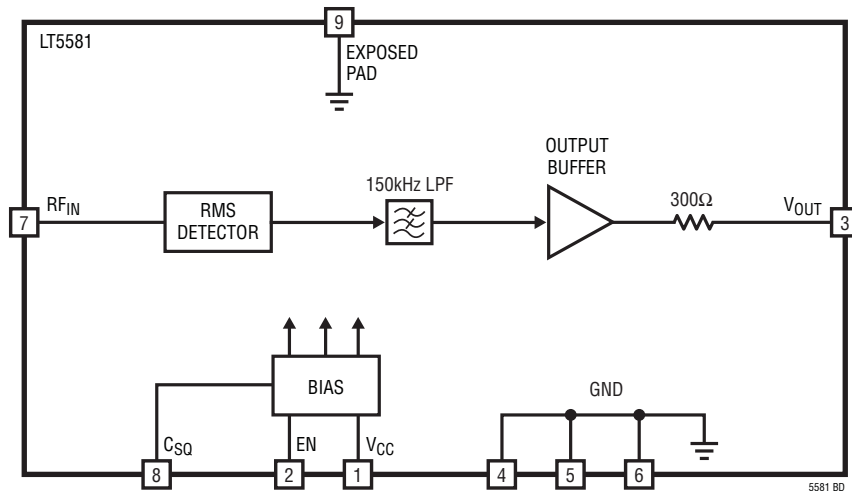 LT5581
9
EXPOSED
PAD
OUTPUT
BUFFER
150kHz LPF
300Ω
7
RFIN
RMS
DETECTOR
VOUT
3
BIAS
GND
CSQ
EN
VCC
8
2
1
4
5
6
5581 BD